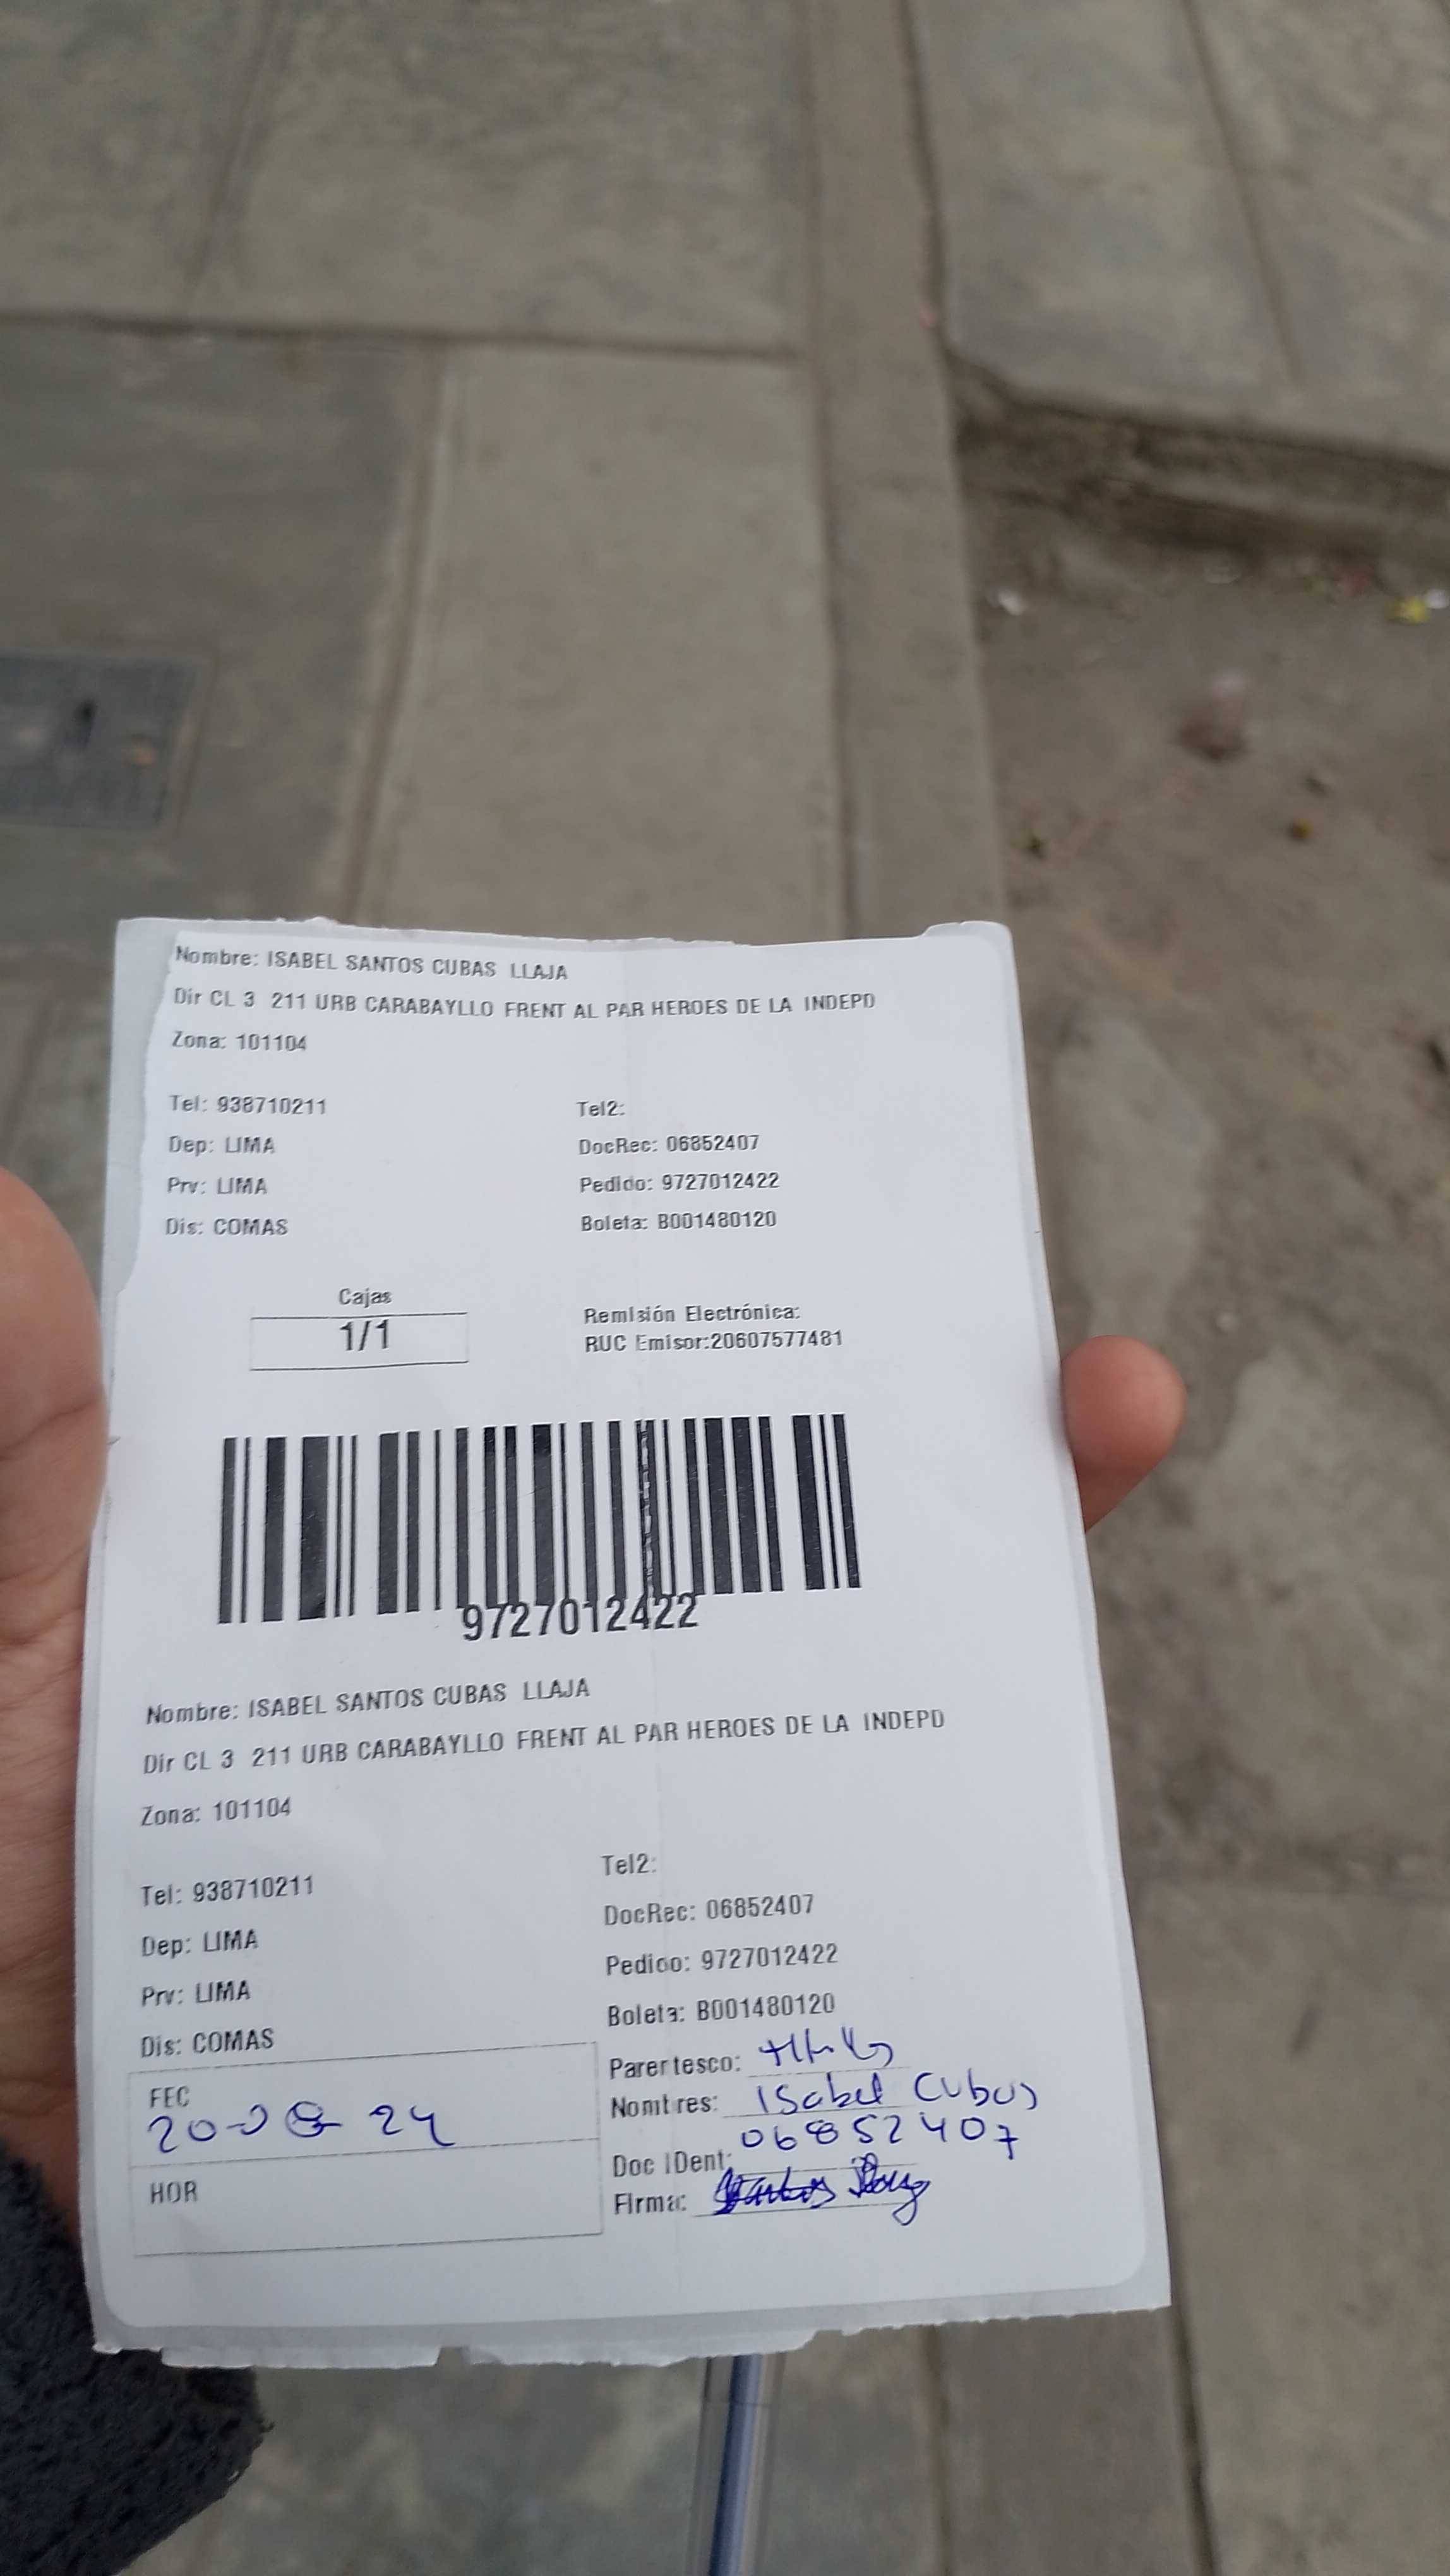 Nombre: ISABEL SANTOS CUBAS LLAJA
Dir CL 3 211 URB CARABAYLLO FRENT AL PAR HEROES DE LA INDEPD
Zona: 101104
Tel: 938710211 Tel2:
Dep: LIMA DocRec: 06852407
Prv: LIMA Pedido: 9727012422
Dis: COMAS Boleta: B001480120
Cajas
1/1
Remisión Electrónica:
RUC Emisor:20607577481
9727012422
Nombre: ISABEL SANTOS CUBAS LLAJA
Dir CL 3 211 URB CARABAYLLO FRENT AL PAR HEROES DE LA INDEPD
Zona: 101104
Tel: 938710211 Tel2:
Dep: LIMA DocRec: 06852407
Prv: LIMA Pedido: 9727012422
Dis: COMAS Boleta: B001480120
Parentesco:
FEC
20-08-24
Nombres: Isabel Cubas
Doc IDent: 06852407
HOR
Firma: